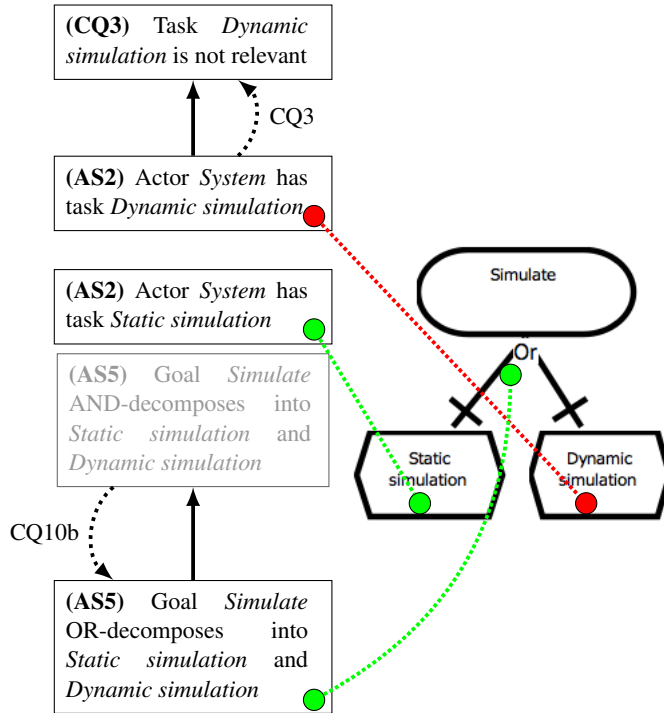 (CQ3) Task Dynamic
simulation is not relevant
CQ3
(AS2) Actor System has
task Dynamic simulation
(AS2) Actor System has
task Static simulation
(AS5) Goal Simulate
AND-decomposes into
Static simulation and
Dynamic simulation
CQ10b
(AS5) Goal Simulate
OR-decomposes into
Static simulation and
Dynamic simulation
Simulate
Or
Static
simulation
Dynamic
simulation